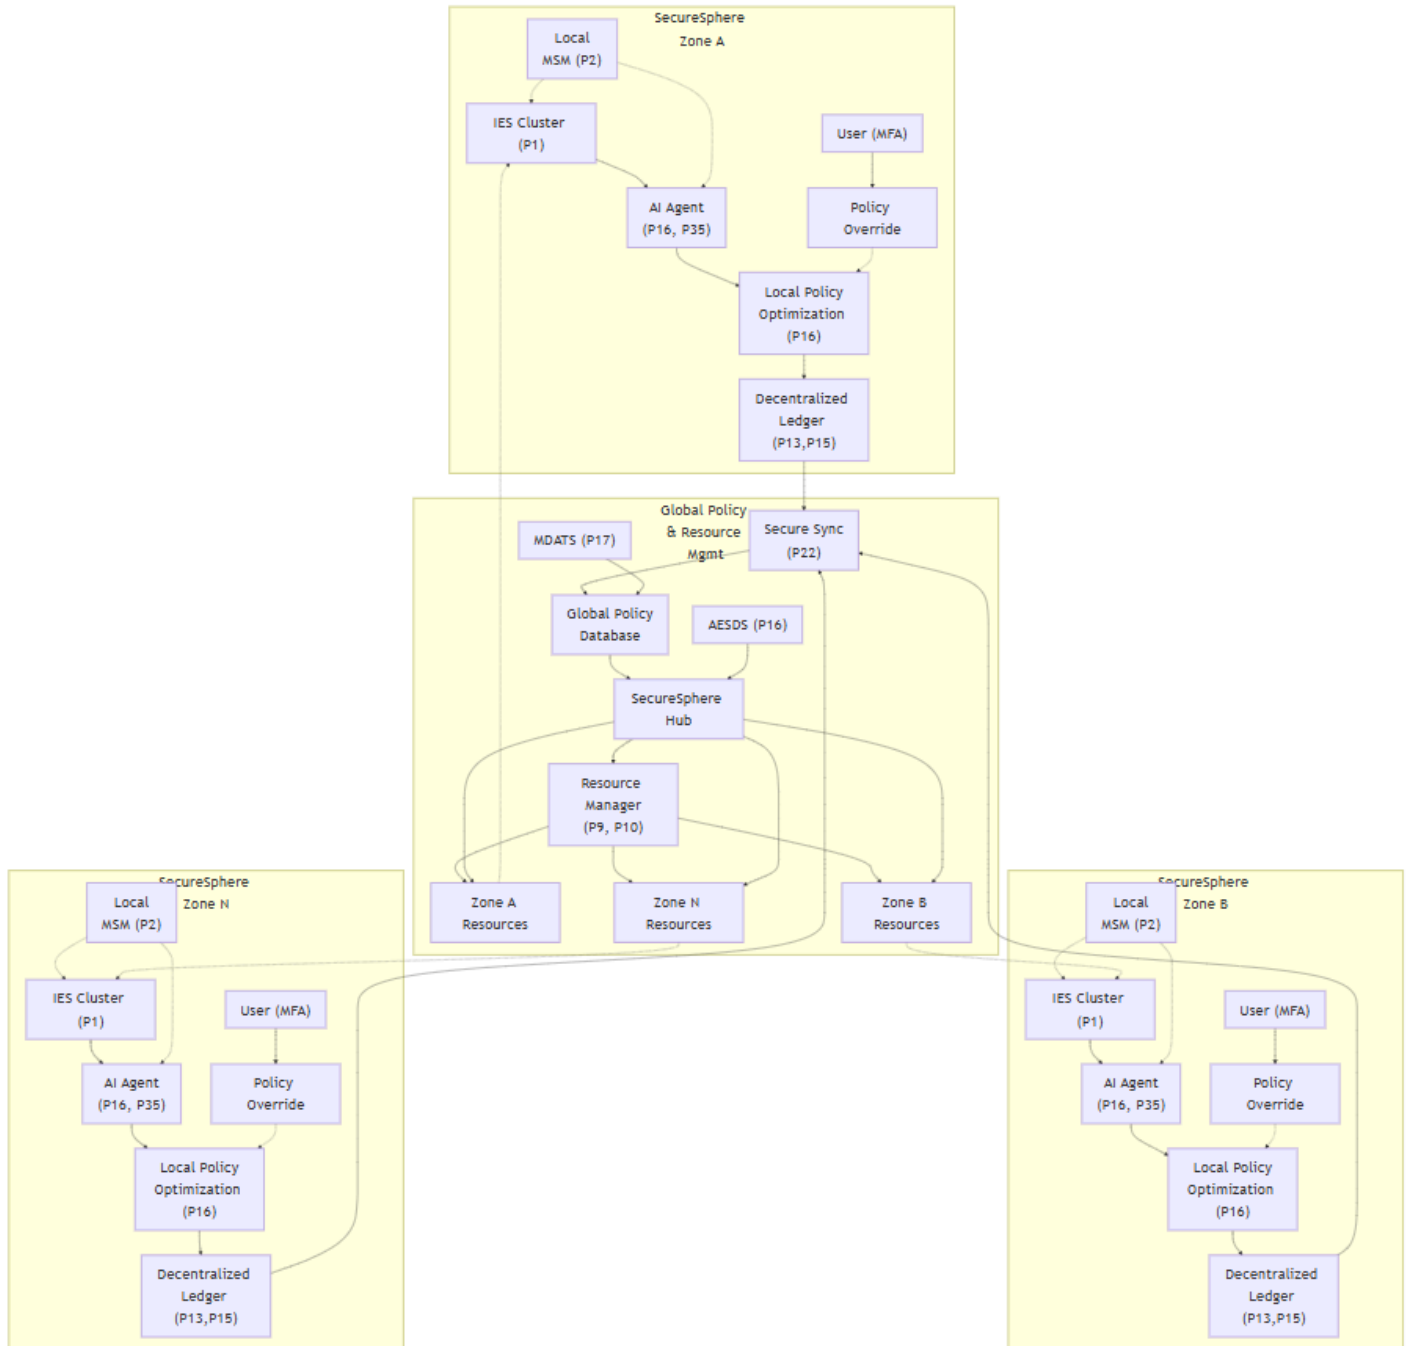 SecureSphere
Zone A
Local
MSM (P2)
IES Cluster
(P1)
User (MFA)
AI Agent
(P16, P35)
Policy
Override
Local Policy
Optimization
(P16)
Decentralized
Ledger
(P13,P15)
Global Policy
& Resource
Mgmt
Secure Sync
(P22)
MDATS (P17)
Global Policy
Database
AESDS (P16)
SecureSphere
Hub
Resource
Manager
(P9, P10)
Zone A
Resources
Zone N
Resources
Zone B
Resources
SecureSphere
Zone N
Local
MSM (P2)
IES Cluster
(P1)
User (MFA)
AI Agent
(P16, P35)
Policy
Override
Local Policy
Optimization
(P16)
Decentralized
Ledger
(P13,P15)
SecureSphere
Zone B
Local
MSM (P2)
IES Cluster
(P1)
User (MFA)
AI Agent
(P16, P35)
Policy
Override
Local Policy
Optimization
(P16)
Decentralized
Ledger
(P13,P15)